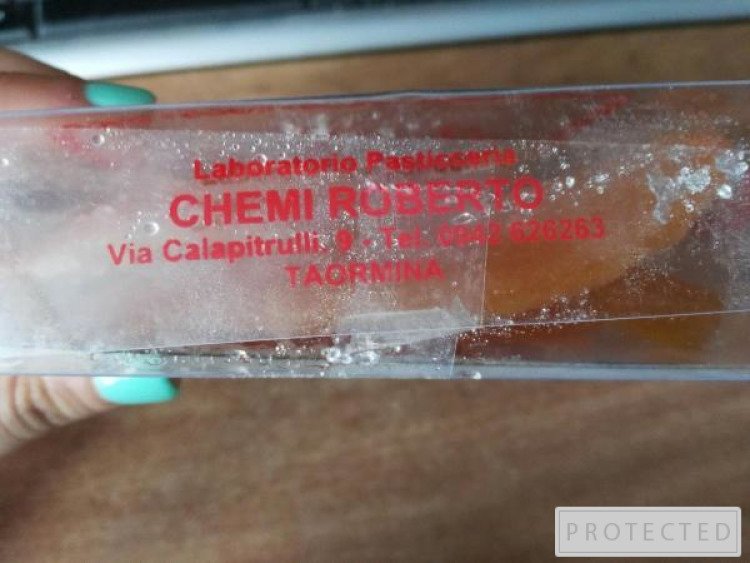 Laboratorio Pasticceria
CHEMI ROBERTO
Via Calapitrulli, 9 - Tel. 0942 626263
TAORMINA
PROTECTED